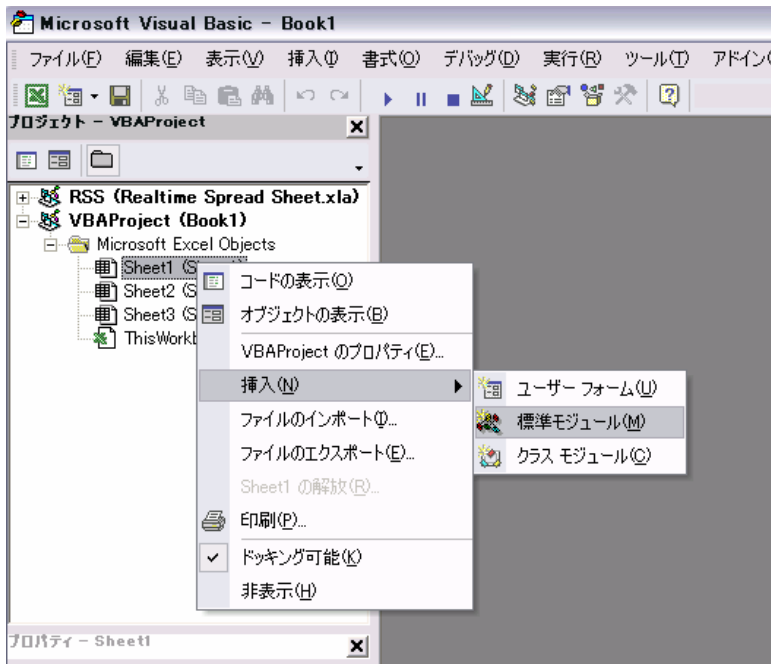 Microsoft Visual Basic - Book1
ファイル(F) 編集(E) 表示(V) 挿入(I) 書式(O) デバッグ(D) 実行(R) ツール(T) アドイン(
プロジェクト - VBAProject
RSS (Realtime Spread Sheet.xla)
VBAProject (Book1)
Microsoft Excel Objects
Sheet1 (S
Sheet2 (S
Sheet3 (S
ThisWorkb
コードの表示(O)
オブジェクトの表示(B)
VBAProject のプロパティ(E)...
挿入(N)
ファイルのインポート(I)...
ファイルのエクスポート(E)...
Sheet1 の解放(R)...
印刷(P)...
ドッキング可能(K)
非表示(H)
ユーザー フォーム(U)
標準モジュール(M)
クラス モジュール(C)
プロパティ - Sheet1